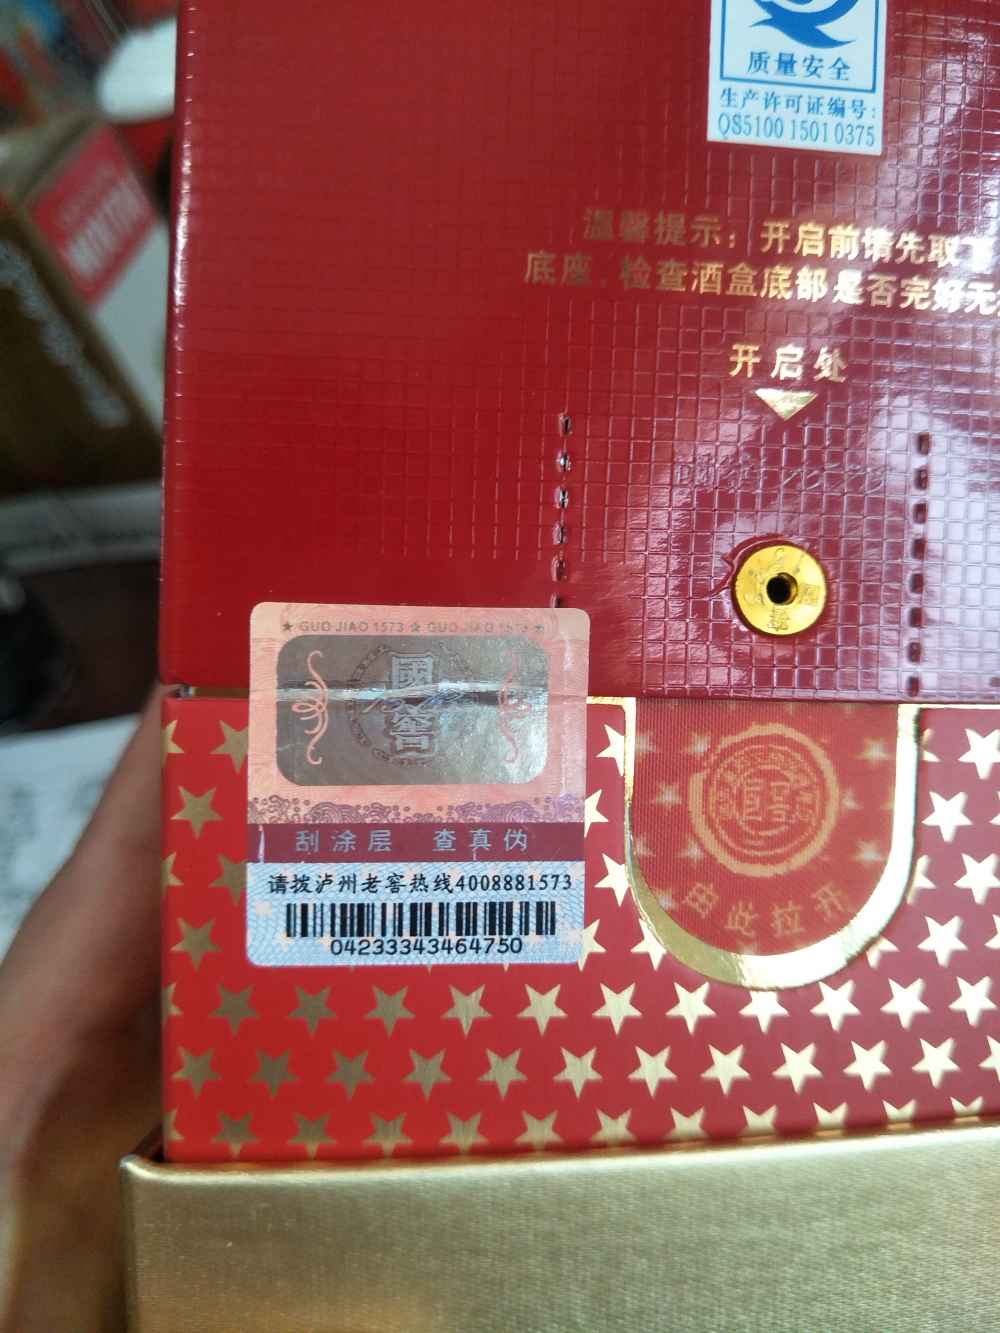 质量安全
生产许可证编号:
QS5100 1501 0375
温馨提示：开启前请先取下
底座，检查酒盒底部是否完好无
开启处
★ GUO JIAO 1573 ★ GUO JIAO 1573 ★
國窖
刮涂层 查真伪
请拨泸州老窖热线4008881573
04233343464750
由此拉开